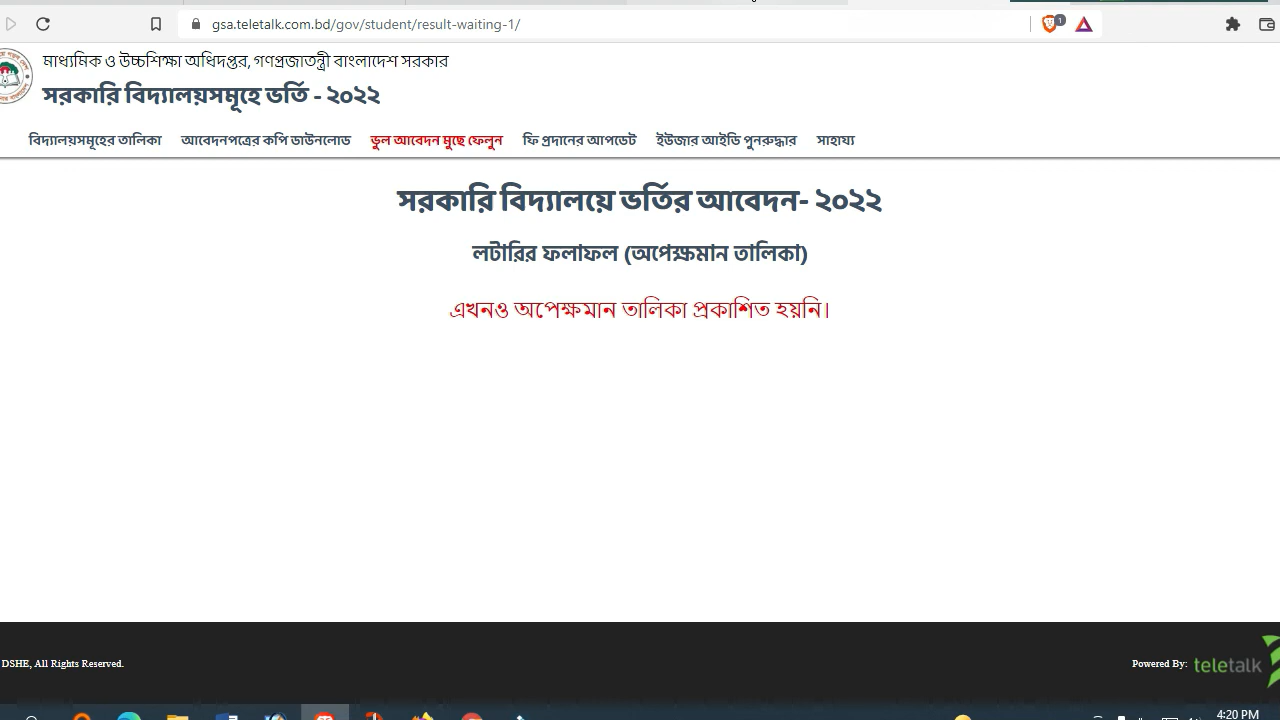 gsa.teletalk.com.bd/gov/student/result-waiting-1/
1
মাধ্যমিক ও উচ্চশিক্ষা অধিদপ্তর, গণপ্রজাতন্ত্রী বাংলাদেশ সরকার
সরকারি বিদ্যালয়সমূহে ভর্তি - ২০২২
বিদ্যালয়সমূহের তালিকা আবেদনপত্রের কপি ডাউনলোড ভুল আবেদন মুছে ফেলুন ফি প্রদানের আপডেট ইউজার আইডি পুনরুদ্ধার সাহায্য
সরকারি বিদ্যালয়ে ভর্তির আবেদন- ২০২২
লটারির ফলাফল (অপেক্ষমান তালিকা)
এখনও অপেক্ষমান তালিকা প্রকাশিত হয়নি।
DSHE, All Rights Reserved.
Powered By: teletalk
4:20 PM